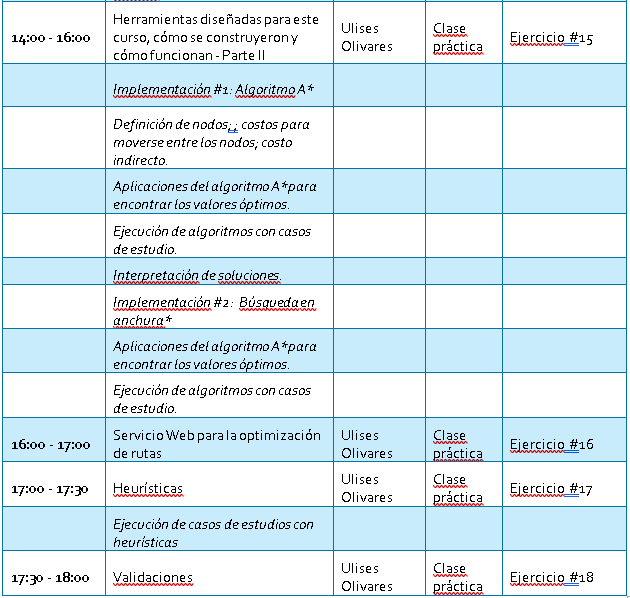 Herramientas diseñadas para este
curso, cómo se construyeron y
cómo funcionan - Parte II
14:00 - 16:00
Ulises
Olivares
Clase
práctica
Ejercicio #15
Implementación #1: Algoritmo A*
Definición de nodos; ; costos para
moverse entre los nodos; costo
indirecto.
Aplicaciones del algoritmo A*para
encontrar los valores óptimos.
Ejecución de algoritmos con casos
de estudio.
Interpretación de soluciones.
Implementación #2: Búsqueda en
anchura*
Aplicaciones del algoritmo A*para
encontrar los valores óptimos.
Ejecución de algoritmos con casos
de estudio.
16:00 - 17:00
Servicio Web para la optimización
de rutas
Ulises
Olivares
Clase
práctica
Ejercicio #16
17:00 - 17:30
Heurísticas
Ulises
Olivares
Clase
práctica
Ejercicio #17
Ejecución de casos de estudios con
heurísticas
17:30 - 18:00
Validaciones
Ulises
Olivares
Clase
práctica
Ejercicio #18